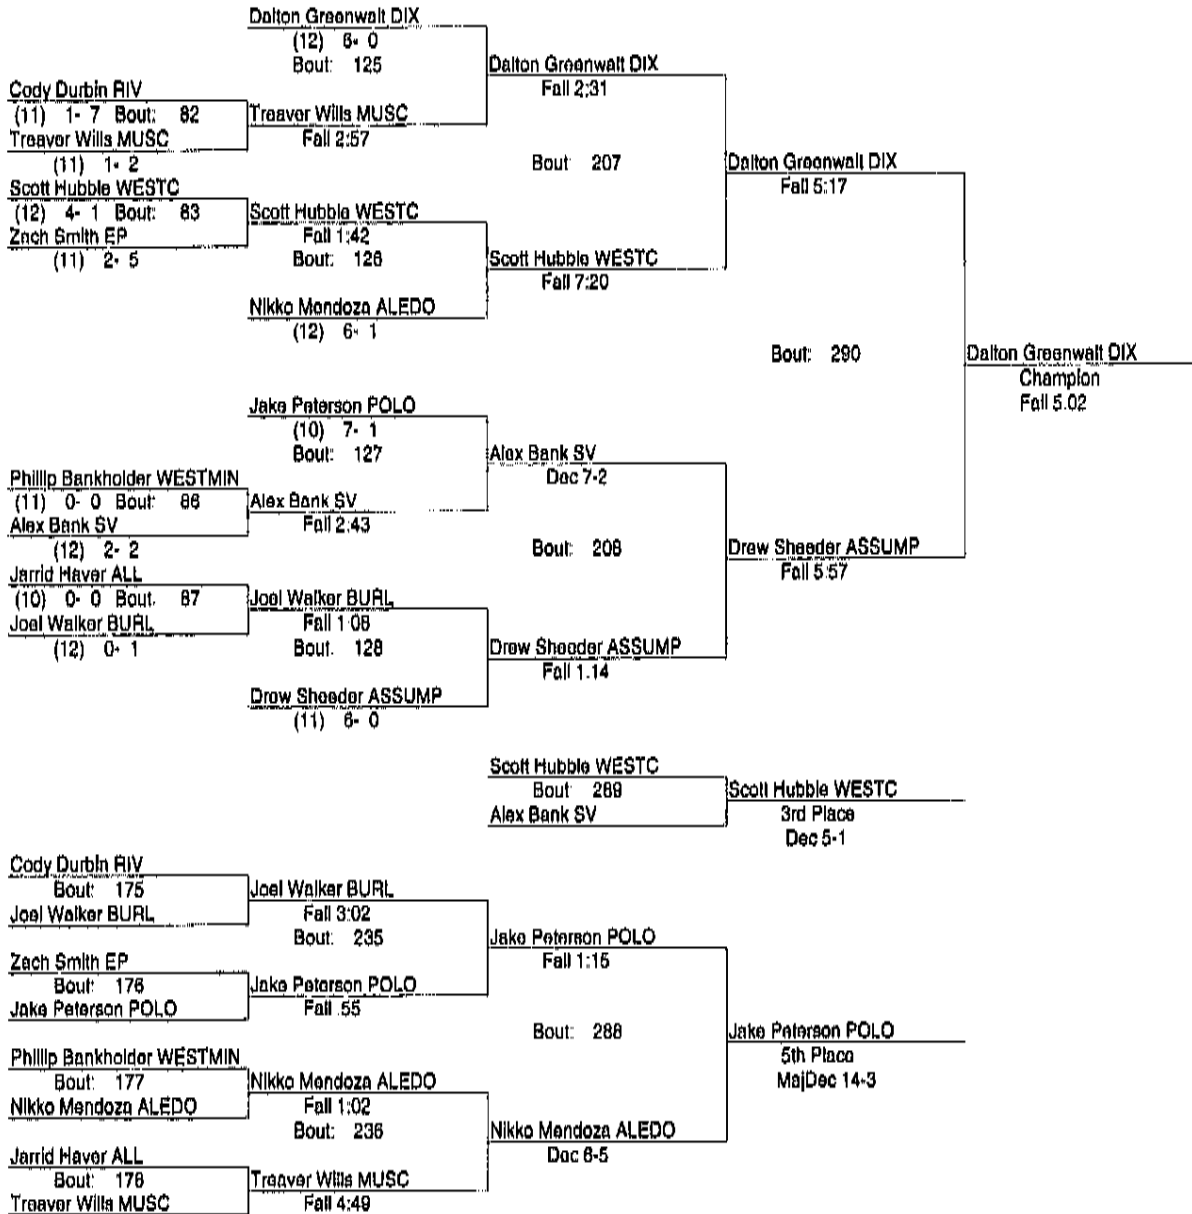 Dalton Greenwalt DIX
(12) 6- 0
Bout: 125
Dalton Greenwalt DIX
Fall 2:31
Cody Durbin RIV
(11) 1- 7 Bout: 82
Treaver Wills MUSC
(11) 1- 2
Treaver Wills MUSC
Fall 2:57
Bout: 207
Dalton Greenwalt DIX
Fall 5:17
Scott Hubble WESTC
(12) 4- 1 Bout: 83
Zach Smith EP
(11) 2- 5
Scott Hubble WESTC
Fall 1:42
Bout: 126
Scott Hubble WESTC
Fall 7:20
Nikko Mendoza ALEDO
(12) 6- 1
Bout: 290
Dalton Greenwalt DIX
Champion
Fall 5.02
Jake Peterson POLO
(10) 7- 1
Bout: 127
Alex Bank SV
Dec 7-2
Phillip Bankholder WESTMIN
(11) 0- 0 Bout: 86
Alex Bank SV
(12) 2- 2
Alex Bank SV
Fall 2:43
Bout: 208
Drew Sheeder ASSUMP
Fall 5:57
Jarrid Haver ALL
(10) 0- 0 Bout. 87
Joel Walker BURL
(12) 0- 1
Joel Walker BURL
Fall 1:08
Bout. 128
Drew Sheeder ASSUMP
Fall 1.14
Drew Sheeder ASSUMP
(11) 6- 0
Scott Hubble WESTC
Bout 289
Alex Bank SV
Scott Hubble WESTC
3rd Place
Dec 5-1
Cody Durbin RIV
Bout: 175
Joel Walker BURL
Joel Walker BURL
Fall 3:02
Bout: 235
Jake Peterson POLO
Fall 1:15
Zach Smith EP
Bout: 176
Jake Peterson POLO
Jake Peterson POLO
Fall :55
Bout: 288
Jake Peterson POLO
5th Place
MajDec 14-3
Phillip Bankholder WESTMIN
Bout: 177
Nikko Mendoza ALEDO
Nikko Mendoza ALEDO
Fall 1:02
Bout: 236
Nikko Mendoza ALEDO
Dec 6-5
Jarrid Haver ALL
Bout: 178
Treaver Wills MUSC
Treaver Wills MUSC
Fall 4:49